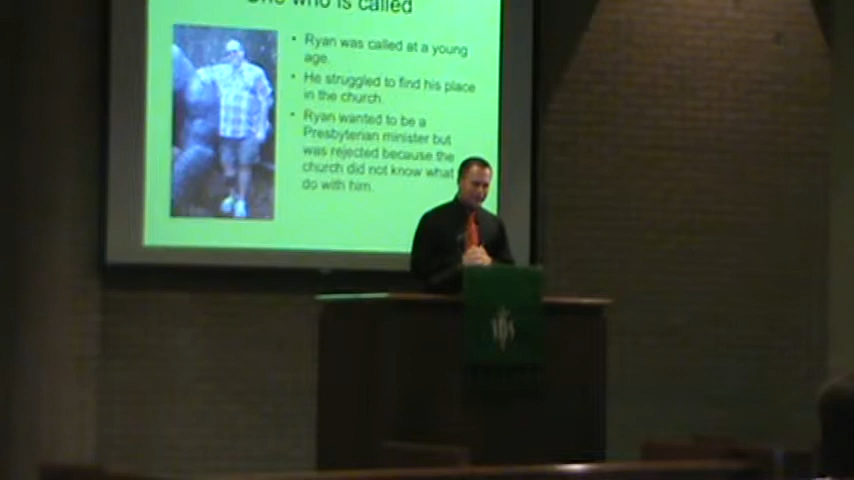 One who is called
• Ryan was called at a young
age.
• He struggled to find his place
in the church.
• Ryan wanted to be a
Presbyterian minister but
was rejected because the
church did not know what
do with him.
IHS